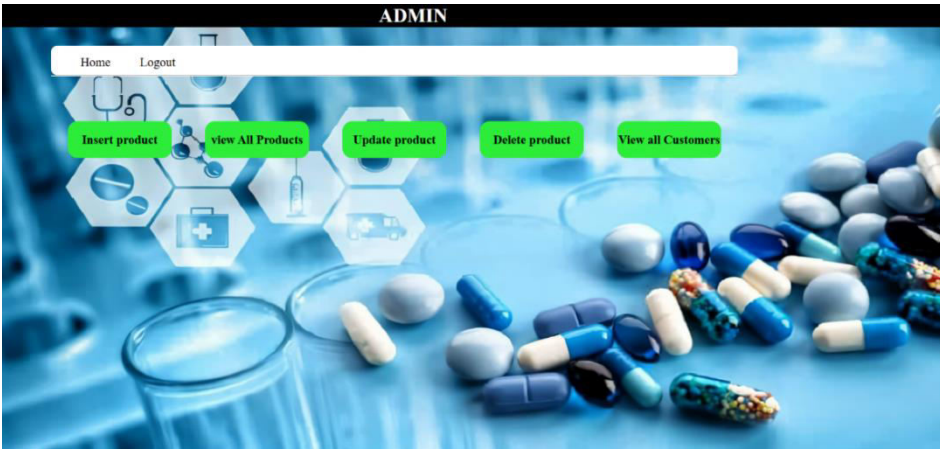 ADMIN
Home Logout
Insert product view All Products Update product Delete product View all Customers